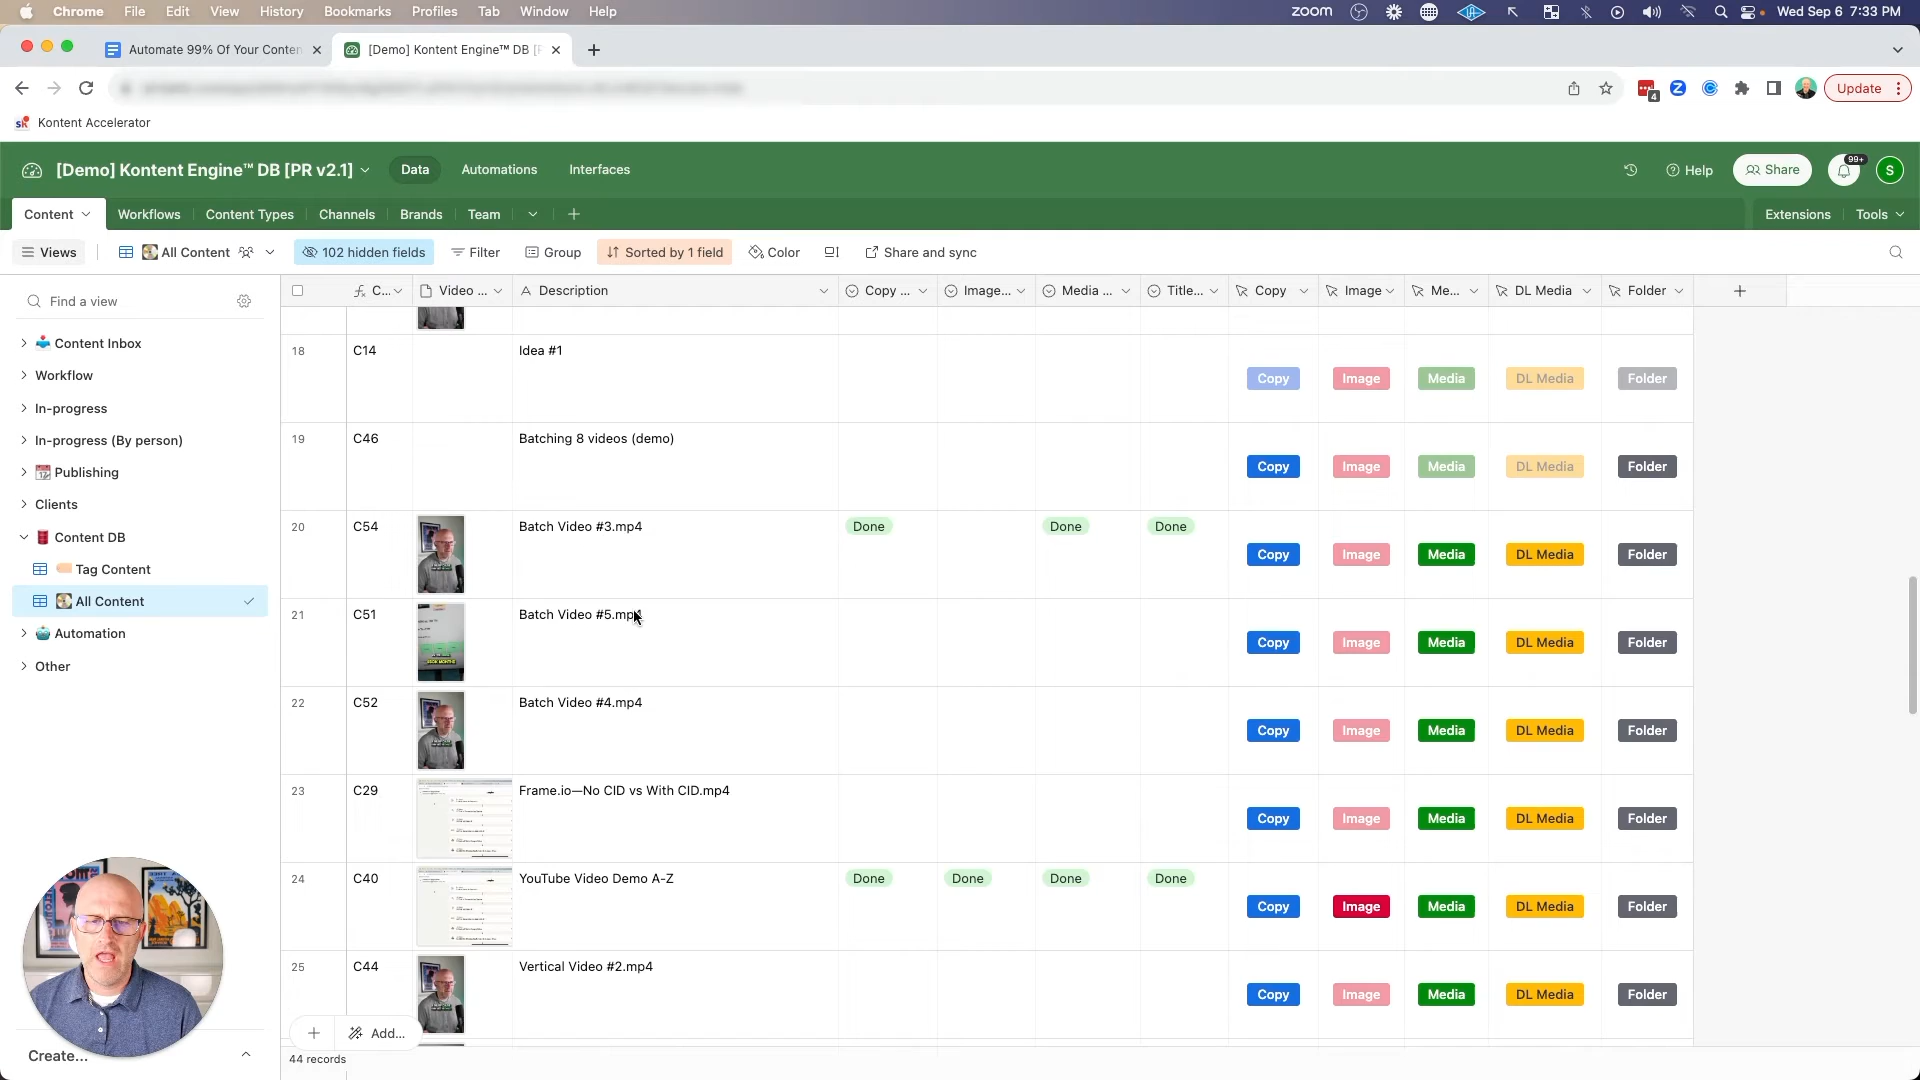 Chrome File Edit View History Bookmarks Profiles Tab Window Help zoom Wed Sep 6 7:33 PM
Automate 99% Of Your Conten [Demo] Kontent Engine™ DB [
4 Update
Kontent Accelerator
[Demo] Kontent Engine™ DB [PR v2.1] Data Automations Interfaces Help Share 99+ S
Content Workflows Content Types Channels Brands Team Extensions Tools
Views All Content 102 hidden fields Filter Group Sorted by 1 field Color Share and sync
Find a view
Content Inbox
Workflow
In-progress
In-progress (By person)
Publishing
Clients
Content DB
Tag Content
All Content
Automation
Other
Create...
C... Video ... Description Copy ... Image... Media ... Title... Copy Image Me... DL Media Folder
18 C14 Idea #1
Copy Image Media DL Media Folder
19 C46 Batching 8 videos (demo)
Copy Image Media DL Media Folder
20 C54 Batch Video #3.mp4 Done Done Done
Copy Image Media DL Media Folder
21 C51 Batch Video #5.mp4
Copy Image Media DL Media Folder
22 C52 Batch Video #4.mp4
Copy Image Media DL Media Folder
23 C29 Frame.io—No CID vs With CID.mp4
Copy Image Media DL Media Folder
24 C40 YouTube Video Demo A-Z Done Done Done Done
Copy Image Media DL Media Folder
25 C44 Vertical Video #2.mp4
Copy Image Media DL Media Folder
Add...
44 records